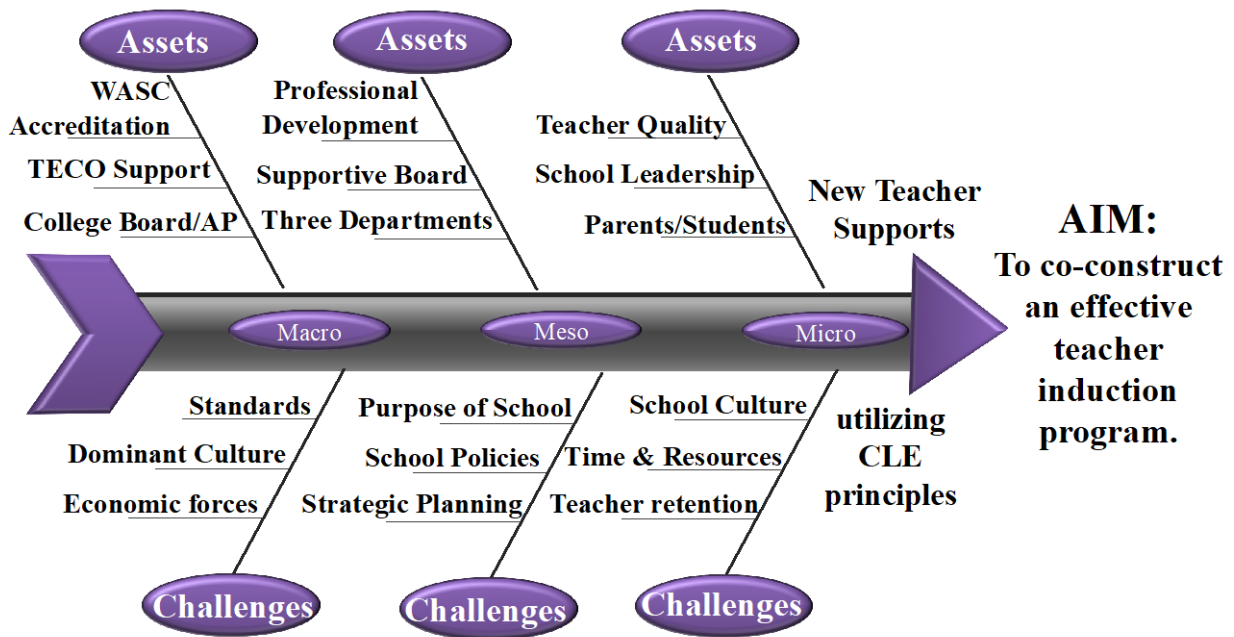 Assets
Assets
Assets
WASC
Accreditation
TECO Support
College Board/AP
Professional
Development
Supportive Board
Three Departments
Teacher Quality
School Leadership
Parents/Students
New Teacher
Supports
AIM:
To co-construct
an effective
teacher
induction
program.
Macro
Meso
Micro
Standards
Dominant Culture
Economic forces
Purpose of School
School Policies
Strategic Planning
School Culture
Time & Resources
Teacher retention
utilizing
CLE
principles
Challenges
Challenges
Challenges